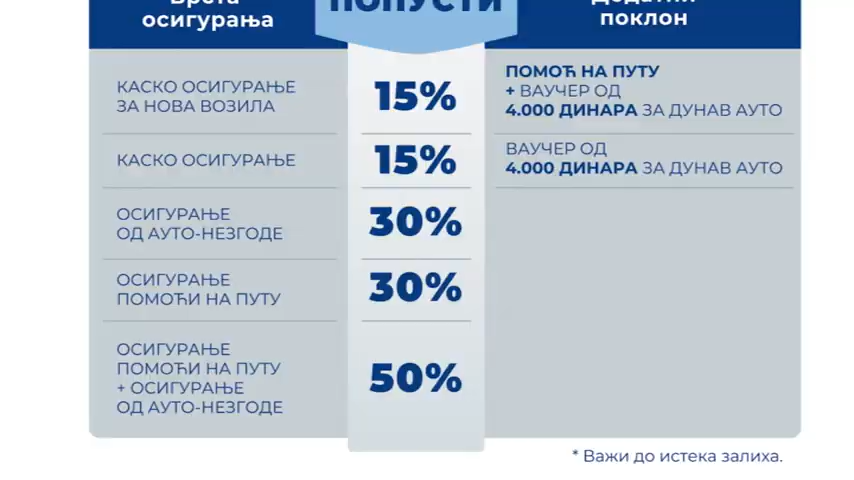 Врста
осигурања
ПОПУСТИ
Додатни
поклон
КАСКО ОСИГУРАЊЕ
ЗА НОВА ВОЗИЛА
15%
ПОМОЋ НА ПУТУ
+ ВАУЧЕР ОД
4.000 ДИНАРА ЗА ДУНАВ АУТО
КАСКО ОСИГУРАЊЕ
15%
ВАУЧЕР ОД
4.000 ДИНАРА ЗА ДУНАВ АУТО
ОСИГУРАЊЕ
ОД АУТО-НЕЗГОДЕ
30%
ОСИГУРАЊЕ
ПОМОЋИ НА ПУТУ
30%
ОСИГУРАЊЕ
ПОМОЋИ НА ПУТУ
+ ОСИГУРАЊЕ
ОД АУТО-НЕЗГОДЕ
50%
* Важи до истека залиха.